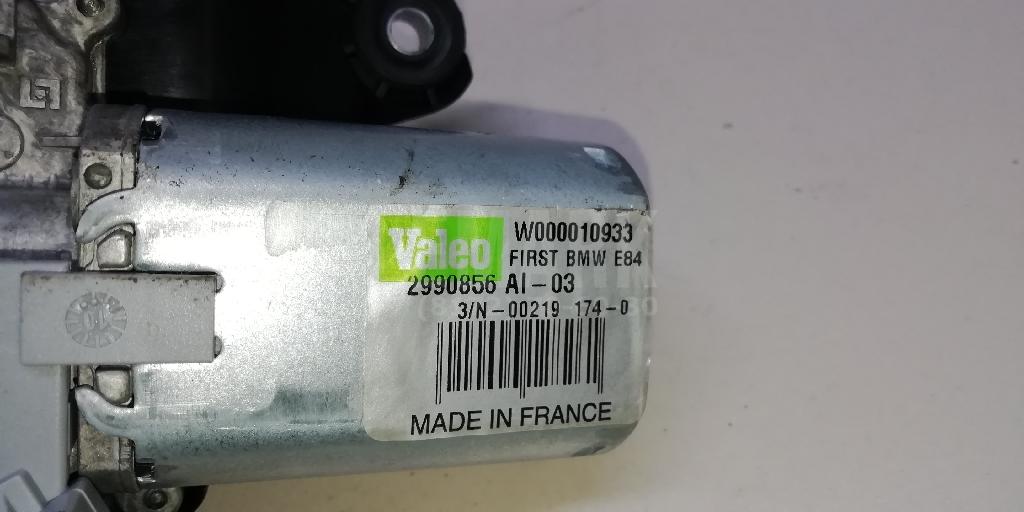 Valeo
W000010933
FIRST BMW E84
2990856 AI-03
3/N-00219 174-0
MADE IN FRANCE